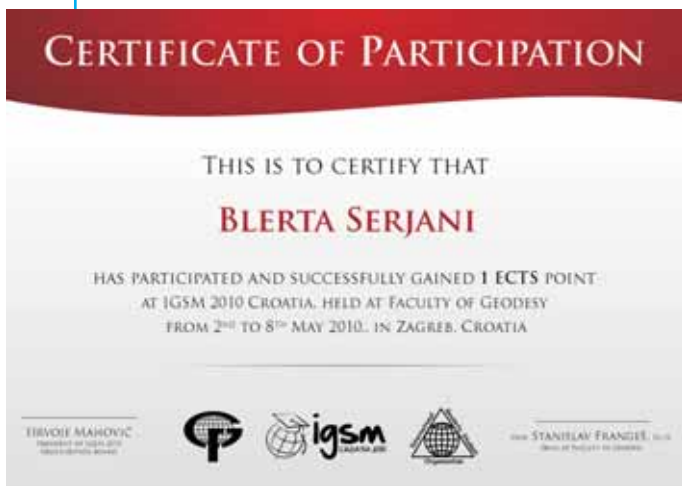 CERTIFICATE OF PARTICIPATION
THIS IS TO CERTIFY THAT
BLERTA SERJANI
HAS PARTICIPATED AND SUCCESSFULLY GAINED 1 ECTS POINT
AT IGSM 2010 CROATIA, HELD AT FACULTY OF GEODESY
FROM 2ND TO 8TH MAY 2010., IN ZAGREB, CROATIA
HRVOJE MAHOVIĆ
igsm
STANISLAV FRANGEŠ